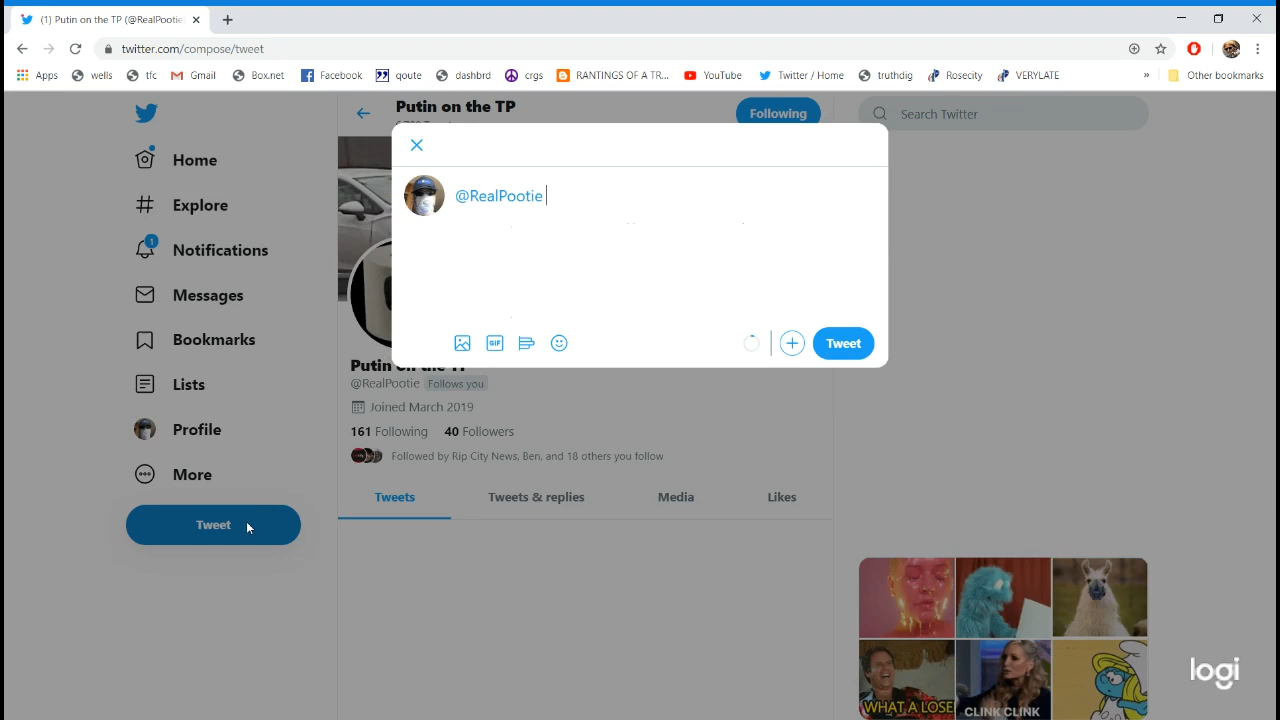 (1) Putin on the TP (@RealPootie
twitter.com/compose/tweet
Apps wells tfc Gmail Box.net Facebook qoute dashbrd crgs RANTINGS OF A TR... YouTube Twitter / Home truthdig Rosecity VERYLATE » Other bookmarks
Putin on the TP
Following
Search Twitter
Home
Explore
1
Notifications
Messages
Bookmarks
Lists
Profile
More
Tweet
@RealPootie
GIF
Tweet
@RealPootie Follows you
Joined March 2019
161 Following 40 Followers
Followed by Rip City News, Ben, and 18 others you follow
Tweets Tweets & replies Media Likes
WHAT A LOSE
CLINK CLINK
logi